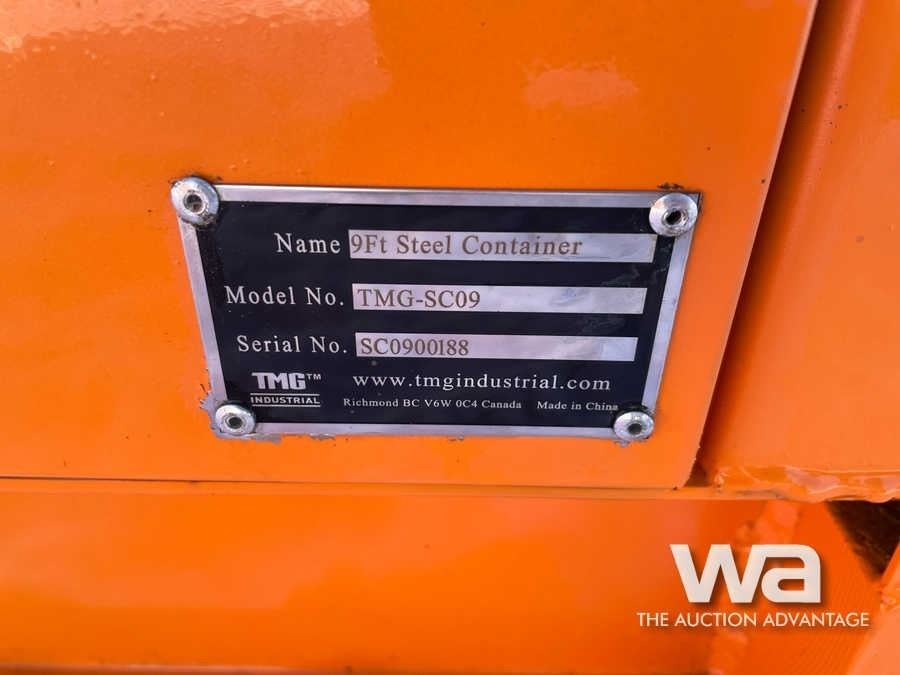 Name 9Ft Steel Container
Model No. TMG-SC09
Serial No. SC0900188
TMG™ www.tmgindustrial.com
INDUSTRIAL Richmond BC V6W 0C4 Canada Made in China
wa
THE AUCTION ADVANTAGE